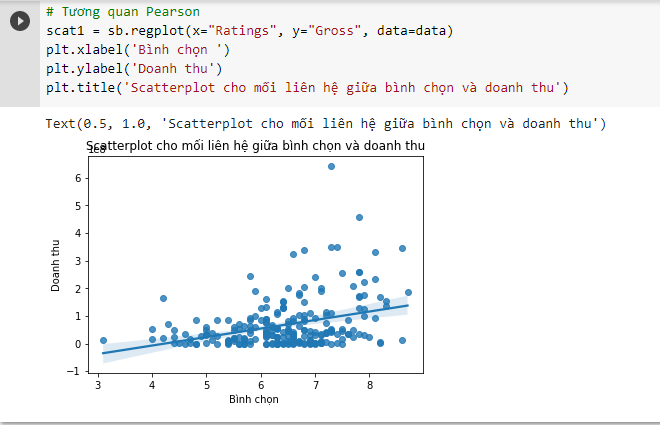 # Tương quan Pearson
scat1 = sb.regplot(x="Ratings", y="Gross", data=data)
plt.xlabel('Bình chọn ')
plt.ylabel('Doanh thu')
plt.title('Scatterplot cho mối liên hệ giữa bình chọn và doanh thu')
Text(0.5, 1.0, 'Scatterplot cho mối liên hệ giữa bình chọn và doanh thu')
Scatterplot cho mối liên hệ giữa bình chọn và doanh thu
1e8
6
5
4
3
2
1
0
−1
Doanh thu
3 4 5 6 7 8
Bình chọn